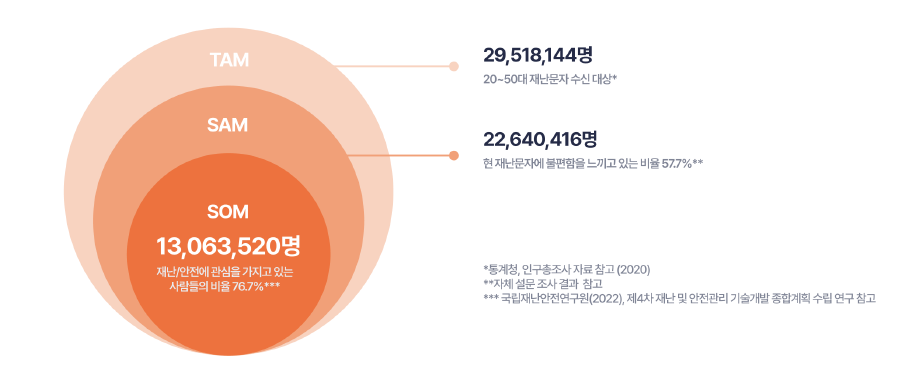 TAM
29,518,144명
20~50대 재난문자 수신 대상*
SAM
22,640,416명
현 재난문자에 불편함을 느끼고 있는 비율 57.7%**
SOM
13,063,520명
재난/안전에 관심을 가지고 있는
사람들의 비율 76.7%***
*통계청, 인구총조사 자료 참고 (2020)
**자체 설문 조사 결과 참고
*** 국립재난안전연구원(2022), 제4차 재난 및 안전관리 기술개발 종합계획 수립 연구 참고